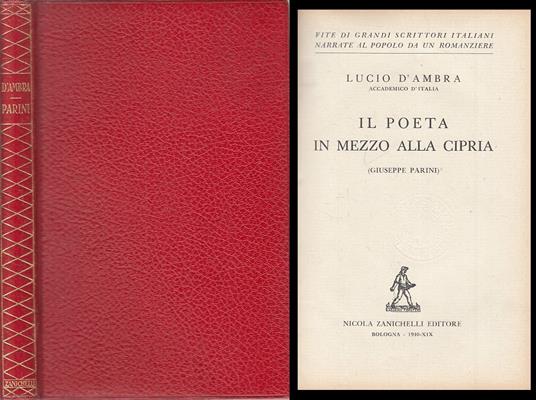 D'AMBRA
PARINI
ZANICHELLI
VITE DI GRANDI SCRITTORI ITALIANI
NARRATE AL POPOLO DA UN ROMANZIERE
LUCIO D'AMBRA
ACCADEMICO D'ITALIA
IL POETA
IN MEZZO ALLA CIPRIA
(GIUSEPPE PARINI)
NICOLA ZANICHELLI EDITORE
BOLOGNA - 1940-XIX